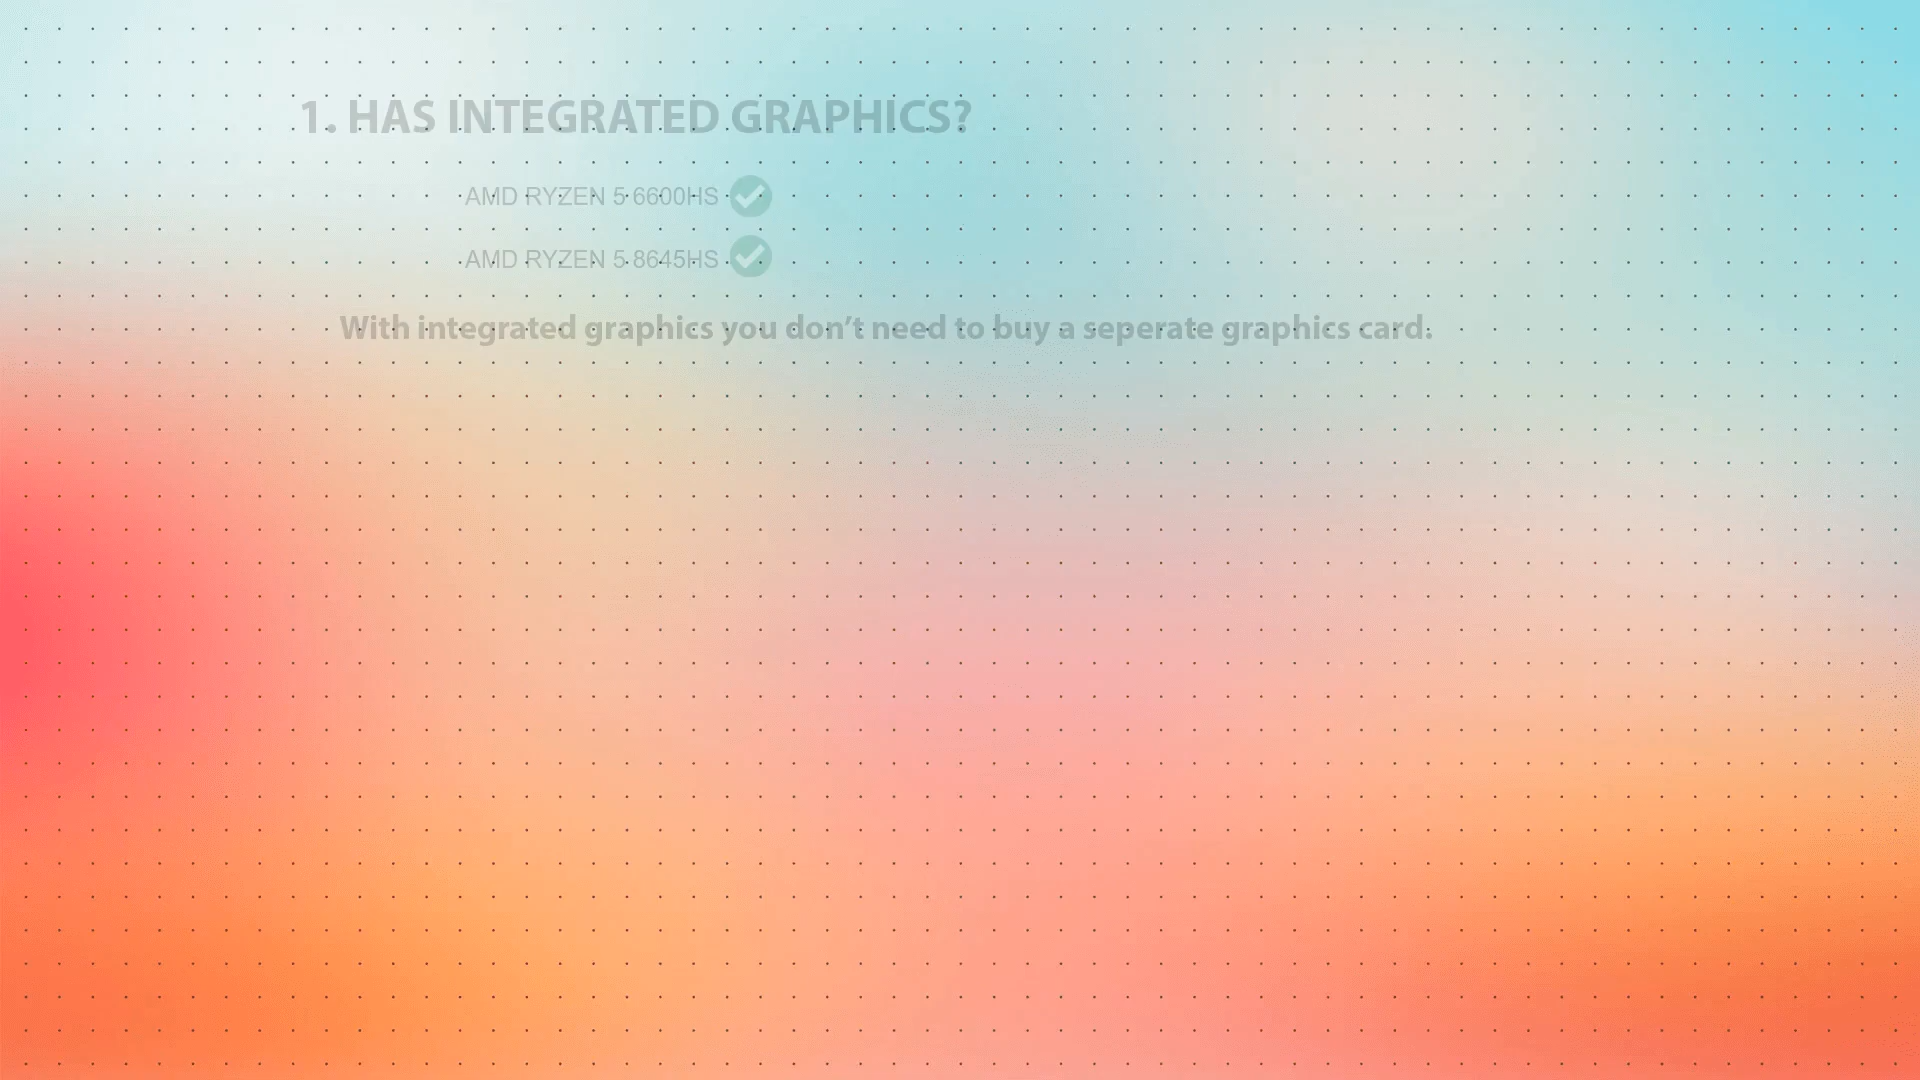 1. HAS INTEGRATED GRAPHICS?
AMD RYZEN 5 6600HS
AMD RYZEN 5 8645HS
With integrated graphics you don’t need to buy a seperate graphics card.